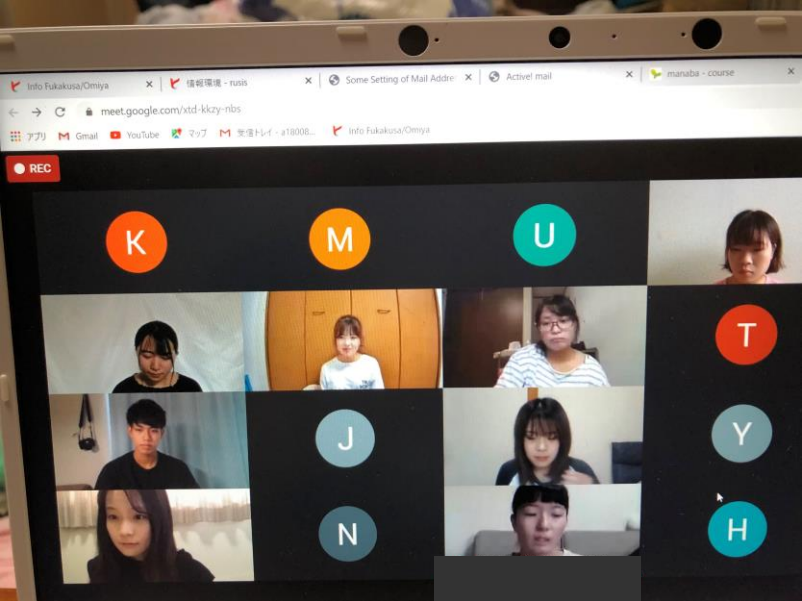 Info Fukakusa/Omiya
情報環境 - rusis
Some Setting of Mail Addre
Active! mail
manaba - course
meet.google.com/xtd-kkzy-nbs
アプリ
Gmail
YouTube
マップ
受信トレイ - a18008...
Info Fukakusa/Omiya
REC
K
M
U
T
J
Y
N
H